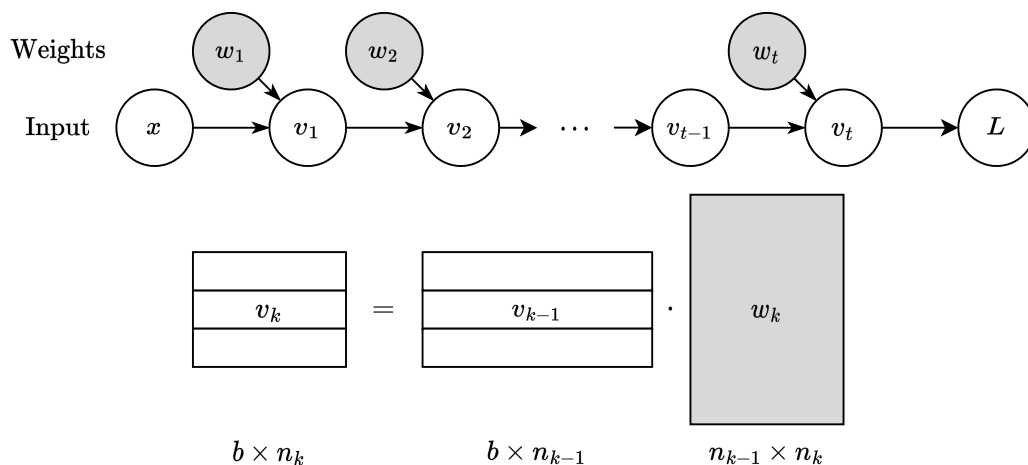 Weights w₁ w₂ wₜ
Input x v₁ v₂ ⋯ vₜ₋₁ vₜ L
vₖ = vₖ₋₁ · wₖ
b × nₖ b × nₖ₋₁ nₖ₋₁ × nₖ